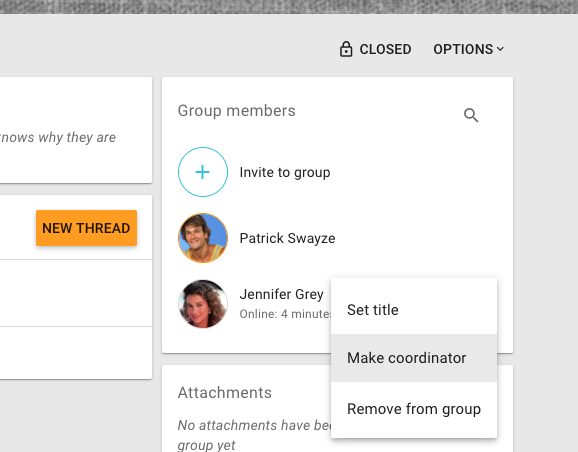 CLOSED OPTIONS
nows why they are
NEW THREAD
Group members
Invite to group
Patrick Swayze
Jennifer Grey
Online: 4 minutes
Set title
Make coordinator
Remove from group
Attachments
No attachments have
group yet